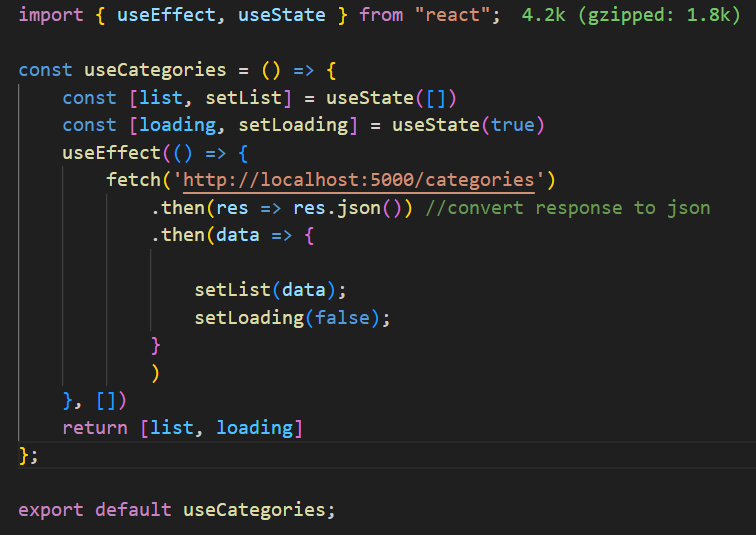 import { useEffect, useState } from "react";  4.2k (gzipped: 1.8k)
const useCategories = () => {
    const [list, setList] = useState([])
    const [loading, setLoading] = useState(true)
    useEffect(() => {
        fetch('http://localhost:5000/categories')
            .then(res => res.json()) //convert response to json
            .then(data => {
                setList(data);
                setLoading(false);
            }
            )
    }, [])
    return [list, loading]
};
export default useCategories;